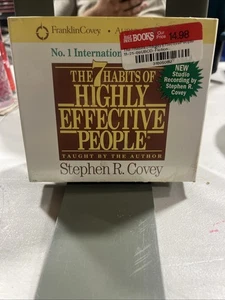 FranklinCovey
BOOKS
$4.98
No. 1 International
THE 7 HABITS OF
HIGHLY
EFFECTIVE
PEOPLE
TAUGHT BY THE AUTHOR
Stephen R. Covey
NEW
Studio
Recording by
Stephen R.
Covey